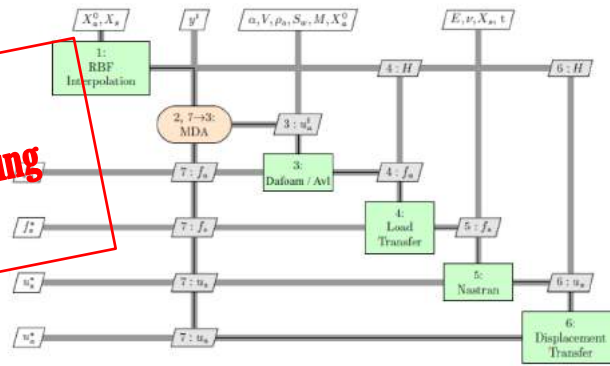 X_a^0, X_s
y^t
α, V, ρ_a, S_w, M, X_a^0
E, ν, X_s, t
1:
RBF
Interpolation
4 : H
6 : H
2, 7→3:
MDA
3 : u_a^t
ing
7 : f_a
3:
Dafoam / Avl
4 : f_a
f_s^*
7 : f_s
4:
Load
Transfer
5 : f_s
u_s^*
7 : u_s
5:
Nastran
6 : u_s
u_a^*
7 : u_a
6:
Displacement
Transfer